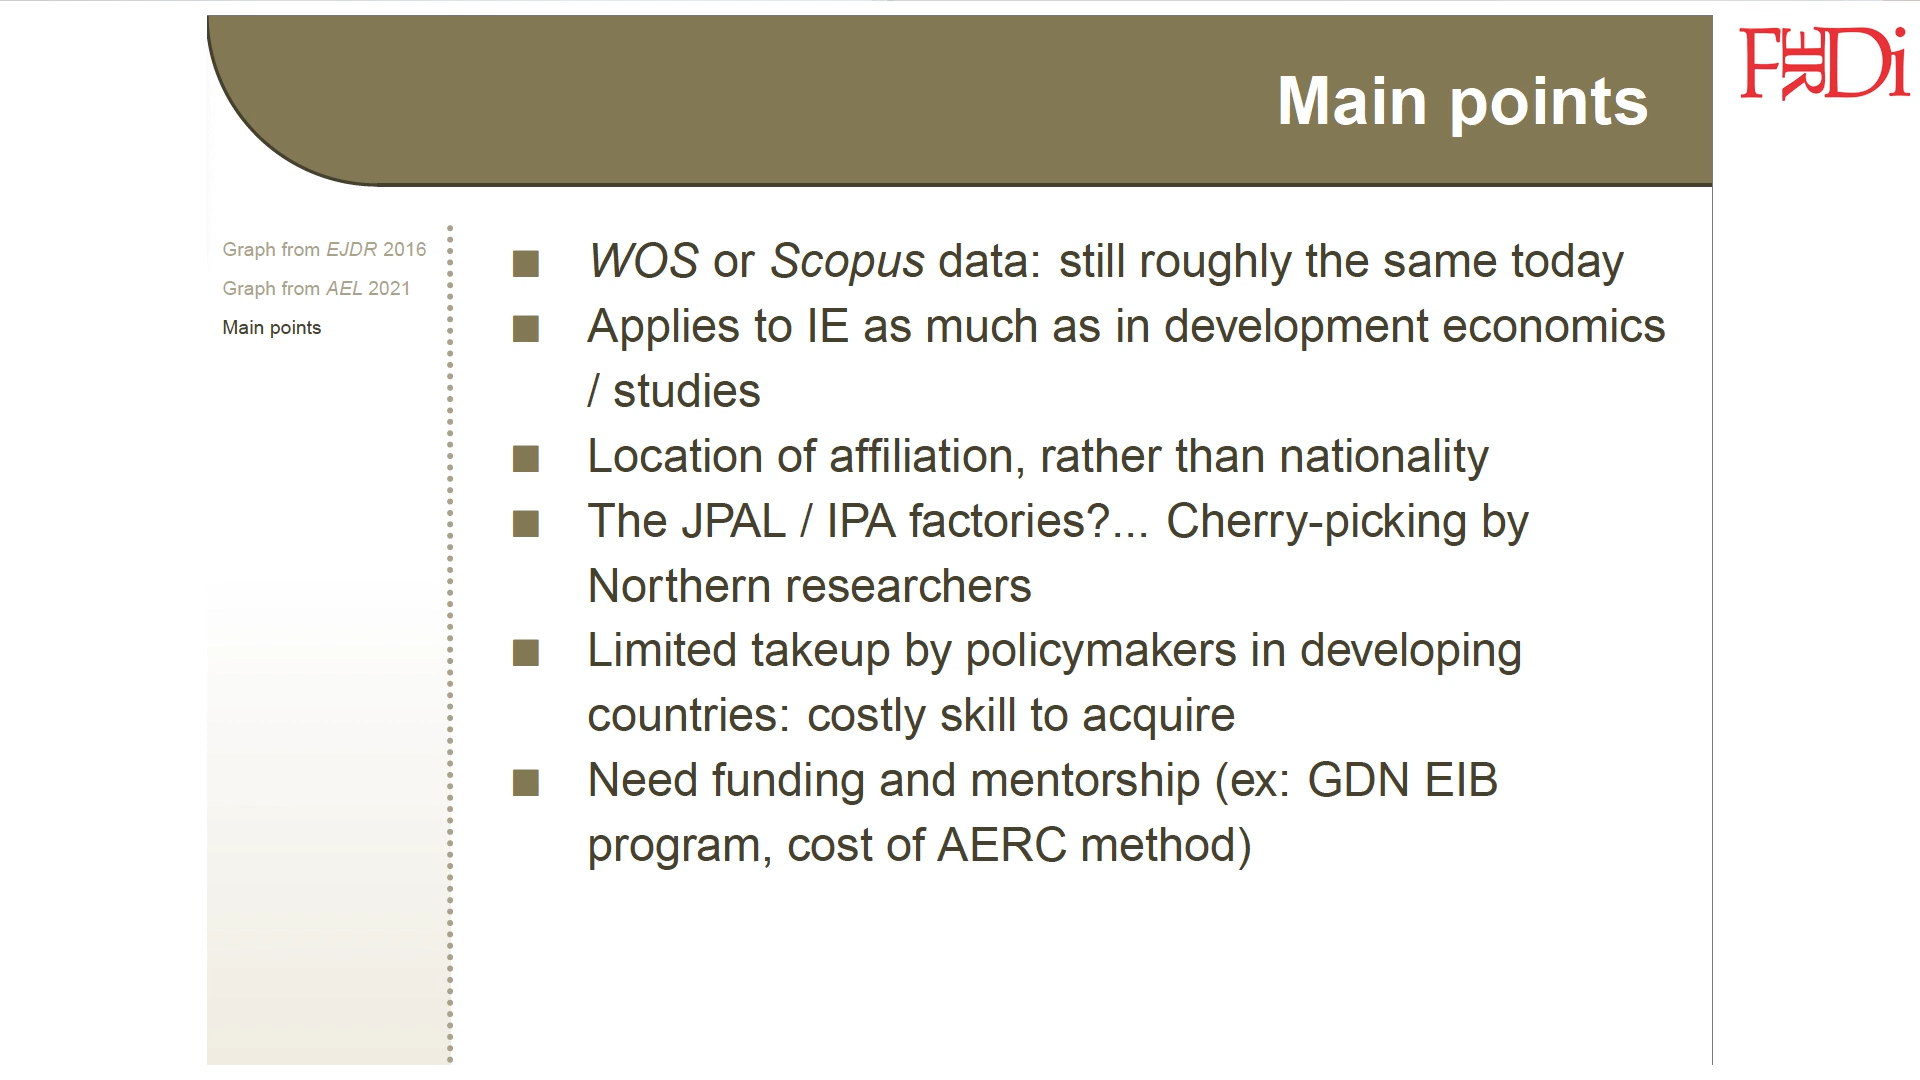 Main points
FERDi
Graph from EJDR 2016
Graph from AEL 2021
Main points
WOS or Scopus data: still roughly the same today
Applies to IE as much as in development economics
/ studies
Location of affiliation, rather than nationality
The JPAL / IPA factories?... Cherry-picking by
Northern researchers
Limited takeup by policymakers in developing
countries: costly skill to acquire
Need funding and mentorship (ex: GDN EIB
program, cost of AERC method)